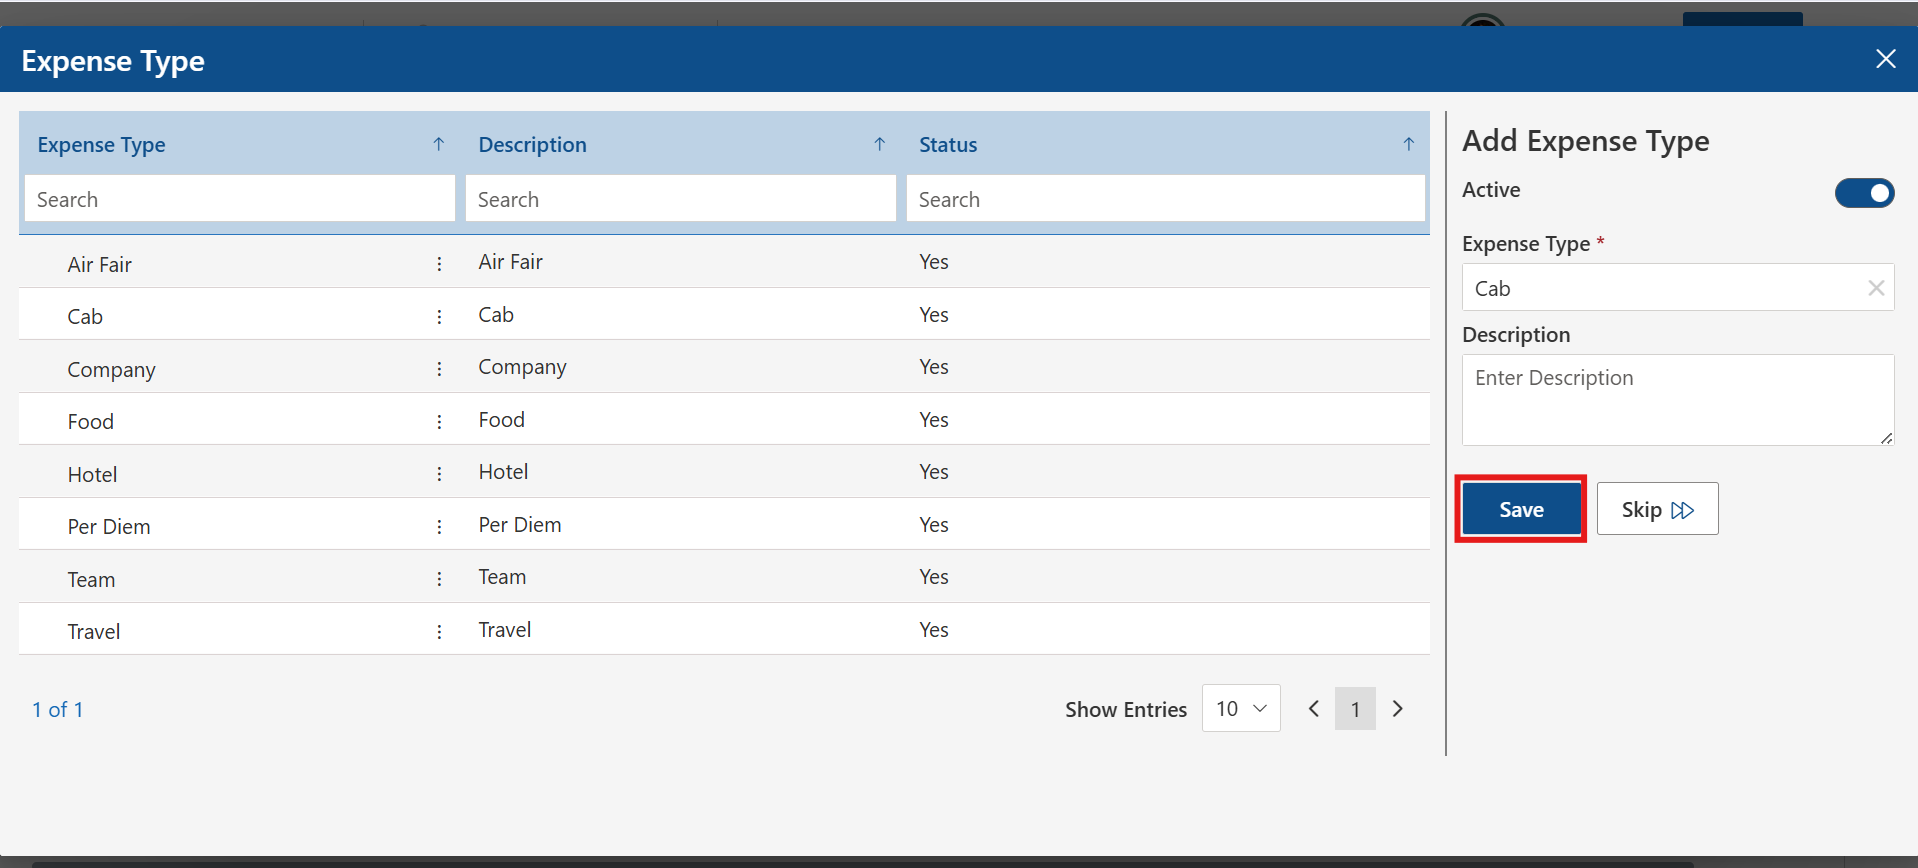 Expense Type
Expense Type Description Status
Search Search Search
Air Fair Air Fair Yes
Cab Cab Yes
Company Company Yes
Food Food Yes
Hotel Hotel Yes
Per Diem Per Diem Yes
Team Team Yes
Travel Travel Yes
1 of 1 Show Entries 10 1
Add Expense Type
Active
Expense Type *
Cab
Description
Enter Description
Save Skip